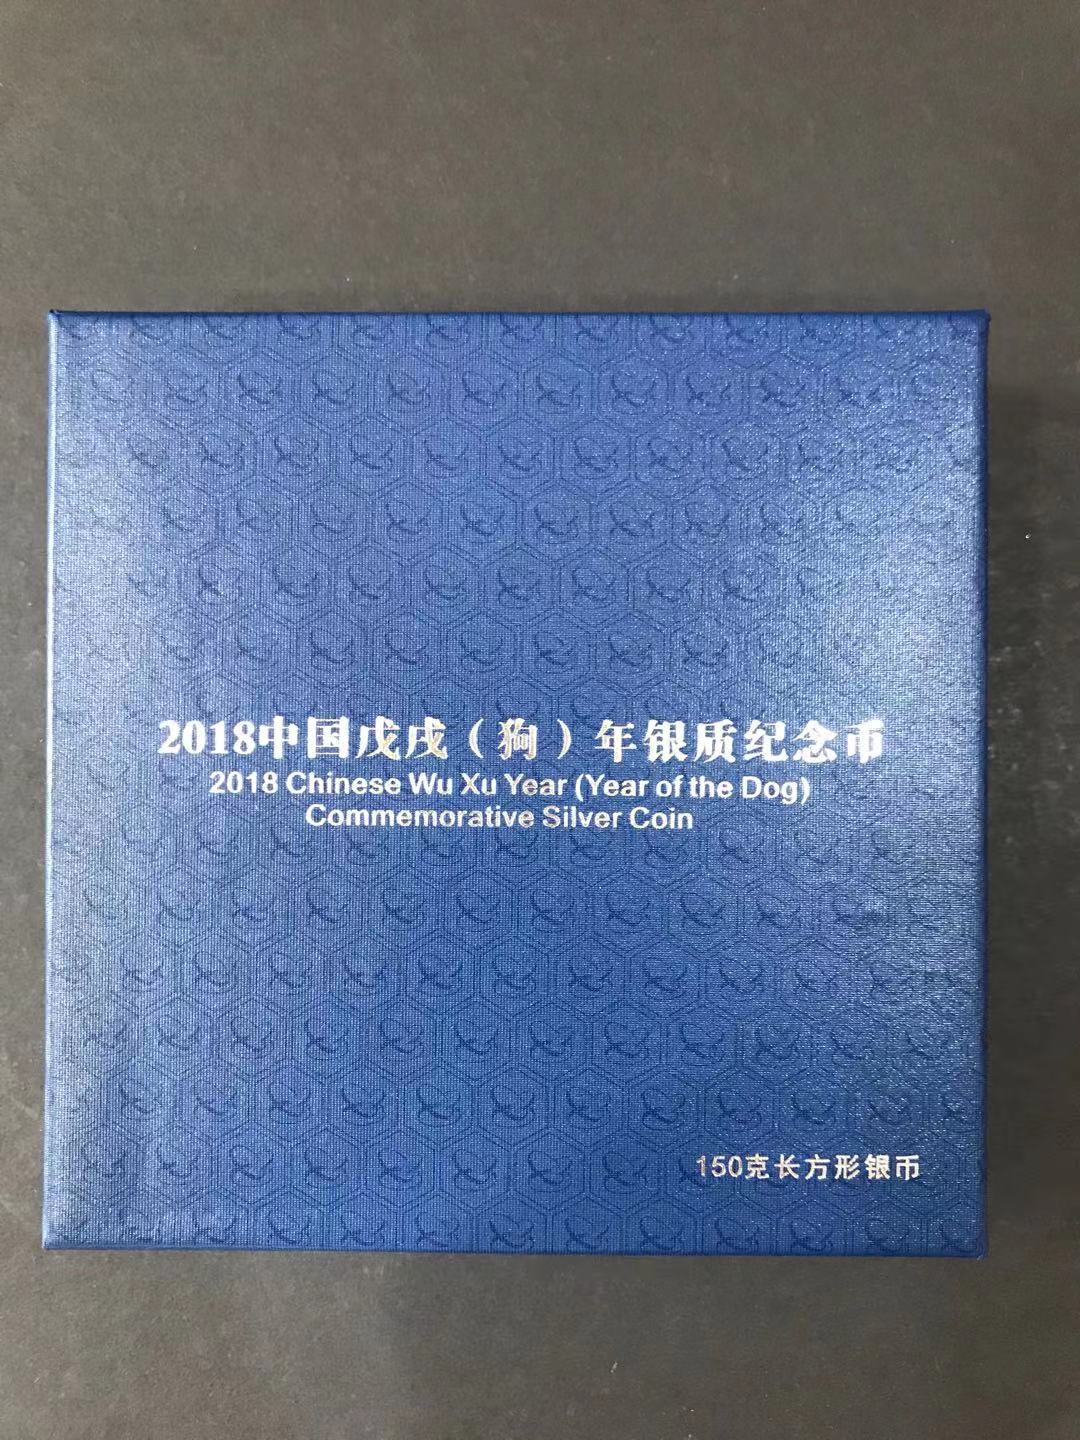 2018中国戊戌（狗）年银质纪念币
2018 Chinese Wu Xu Year (Year of the Dog)
Commemorative Silver Coin
150克长方形银币